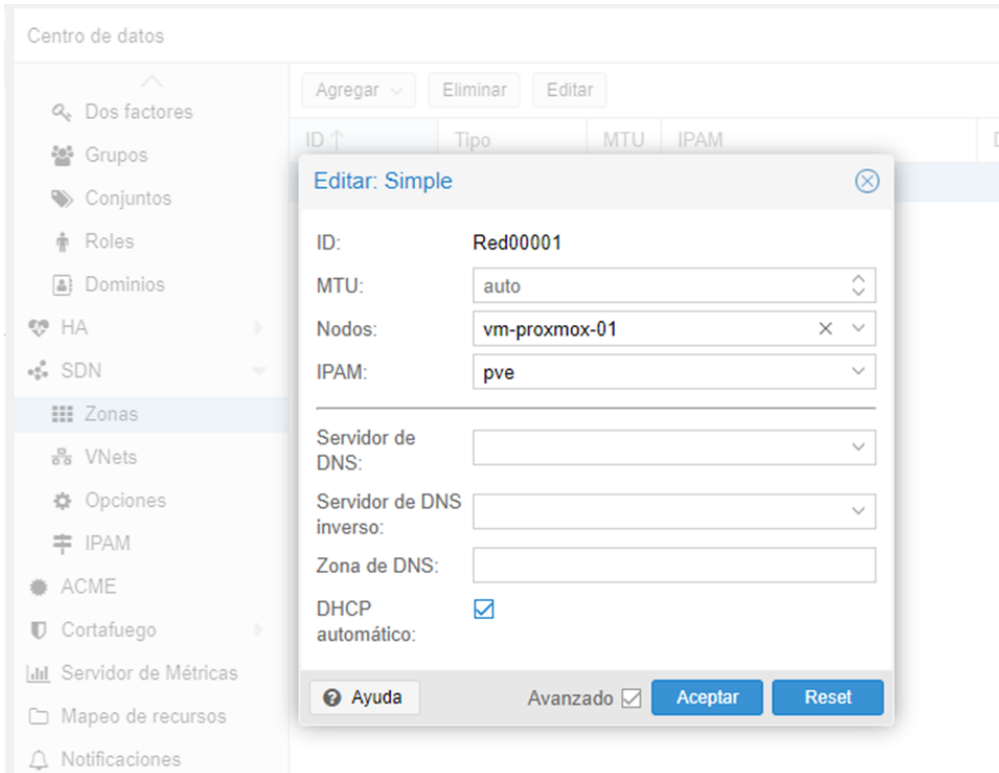 Centro de datos
Dos factores
Grupos
Conjuntos
Roles
Dominios
HA
SDN
Zonas
VNets
Opciones
IPAM
ACME
Cortafuego
Servidor de Métricas
Mapeo de recursos
Notificaciones
Agregar Eliminar Editar
ID Tipo MTU IPAM
Editar: Simple
ID: Red00001
MTU: auto
Nodos: vm-proxmox-01
IPAM: pve
Servidor de
DNS:
Servidor de DNS
inverso:
Zona de DNS:
DHCP
automático:
Ayuda Avanzado Aceptar Reset